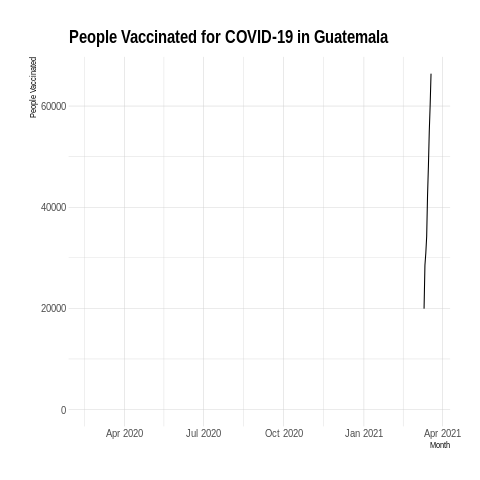 People Vaccinated for COVID-19 in Guatemala
People Vaccinated
60000
40000
20000
0
Apr 2020 Jul 2020 Oct 2020 Jan 2021 Apr 2021
Month